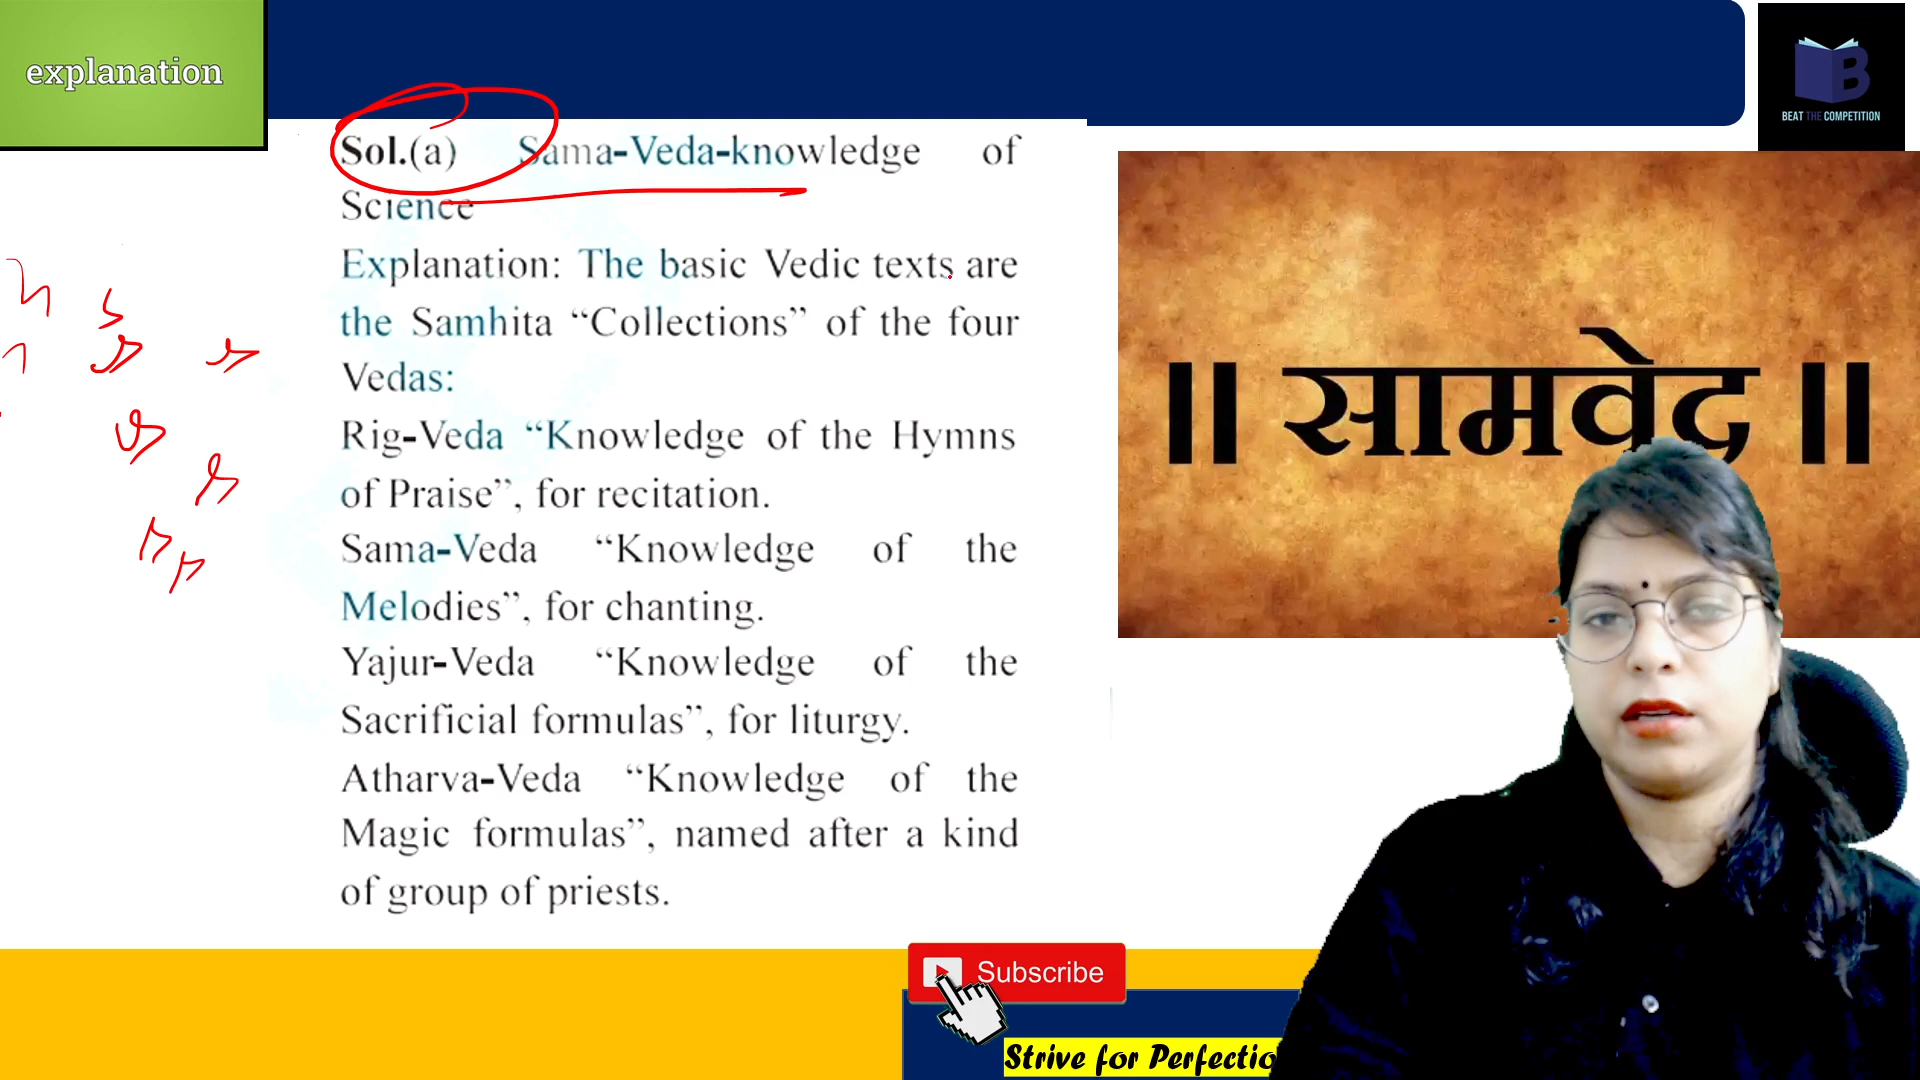 explanation
BEAT THE COMPETITION
Sol.(a) Sama-Veda-knowledge of
Science
Explanation: The basic Vedic texts are
the Samhita “Collections” of the four
Vedas:
Rig-Veda “Knowledge of the Hymns
of Praise”, for recitation.
Sama-Veda “Knowledge of the
Melodies”, for chanting.
Yajur-Veda “Knowledge of the
Sacrificial formulas”, for liturgy.
Atharva-Veda “Knowledge of the
Magic formulas”, named after a kind
of group of priests.
॥ सामवेद ॥
Subscribe
Strive for Perfectio